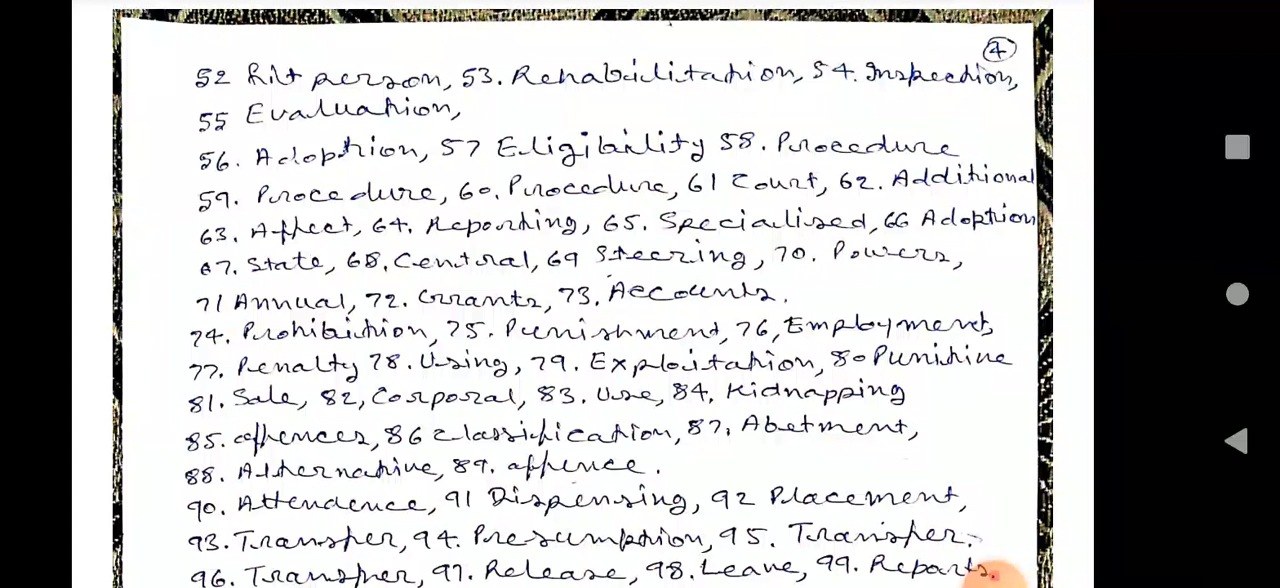 2
52 Fit person, 53. Rehabilitation, 54. Inspection,
55 Evaluation,
56. Adoption, 57 Eligibility 58. Procedure
59. Procedure, 60. Procedure, 61 Court, 62. Additional
63. Affect, 64. Reporting, 65. Specialised, 66 Adoption
67. State, 68. Central, 69 Steering, 70. Powers,
71 Annual, 72. Grants, 73. Accounts.
74. Prohibition, 75. Punishment, 76, Employment,
77. Penalty 78. Using, 79. Exploitation, 80 Punitive
81. Sale, 82, Corporal, 83. Use, 84. Kidnapping
85. offences, 86 Classification, 87. Abetment,
88. Alternative, 89. offence.
90. Attendence, 91 Dispensing, 92 Placement,
93. Transfer, 94. Presumption, 95. Transfer.
96. Transfer, 97. Release, 98. Leave, 99. Reports.